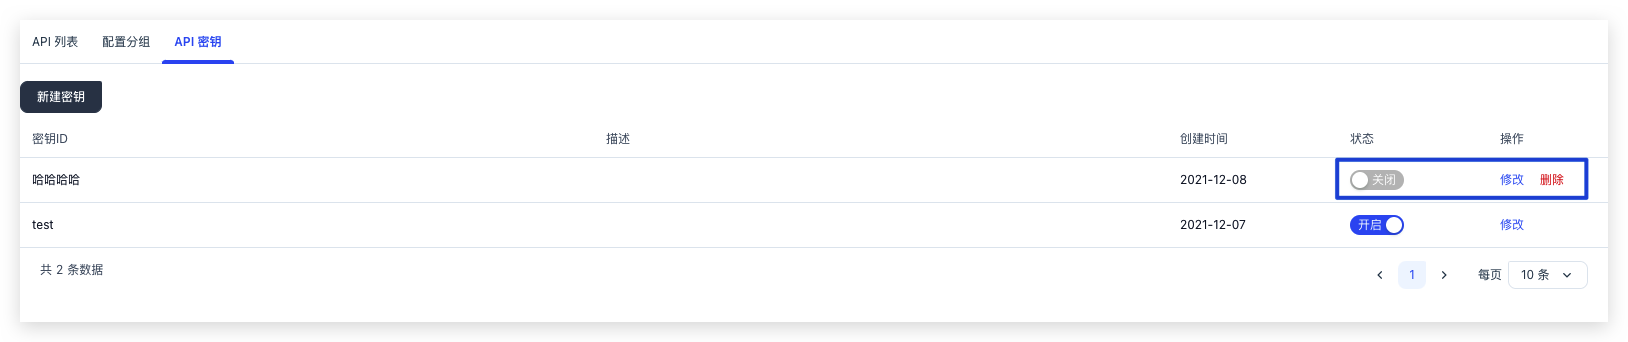 API 列表 配置分组 API 密钥
新建密钥
密钥ID 描述 创建时间 状态 操作
哈哈哈哈 2021-12-08 关闭 修改 删除
test 2021-12-07 开启 修改
共 2 条数据 1 每页 10 条